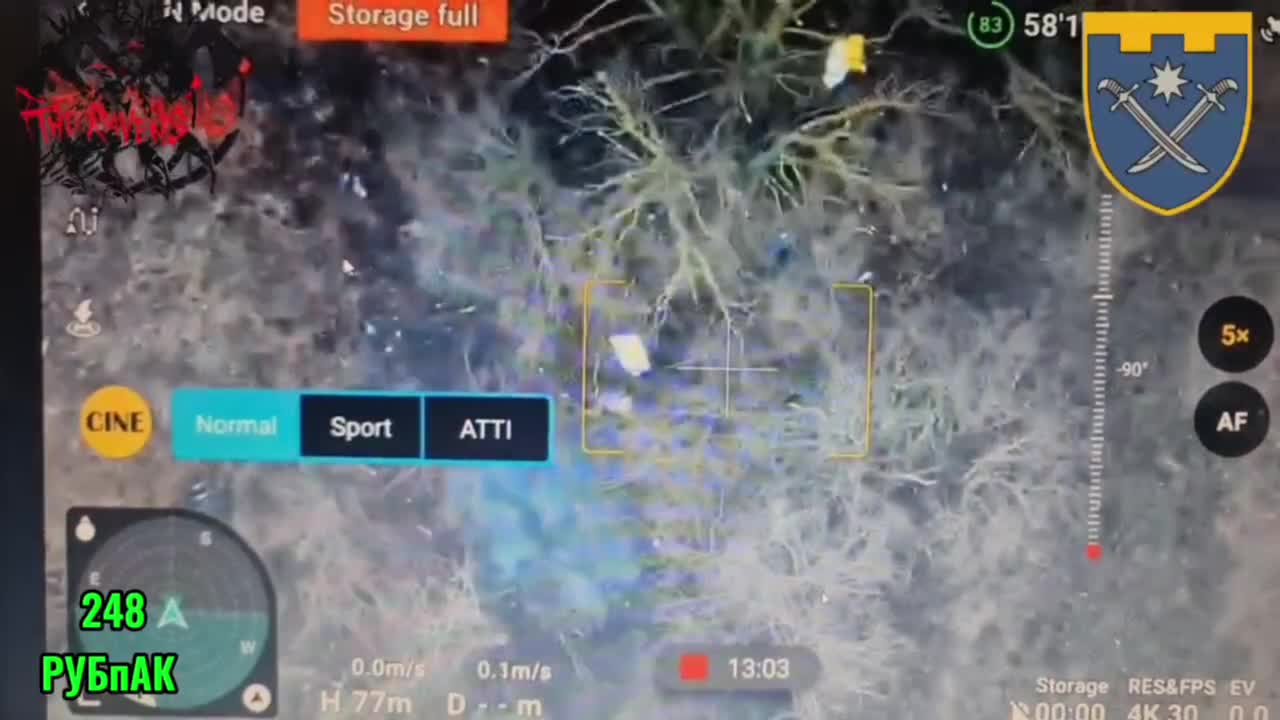 N Mode
Storage full
83
58'1
5×
-90°
AF
CINE
Normal
Sport
ATTI
S
E
W
248
РУБпАК
0.0m/s
0.1m/s
H 77m
D - - m
13:03
Storage
RES&FPS
EV
00:00
4K 30
0.0